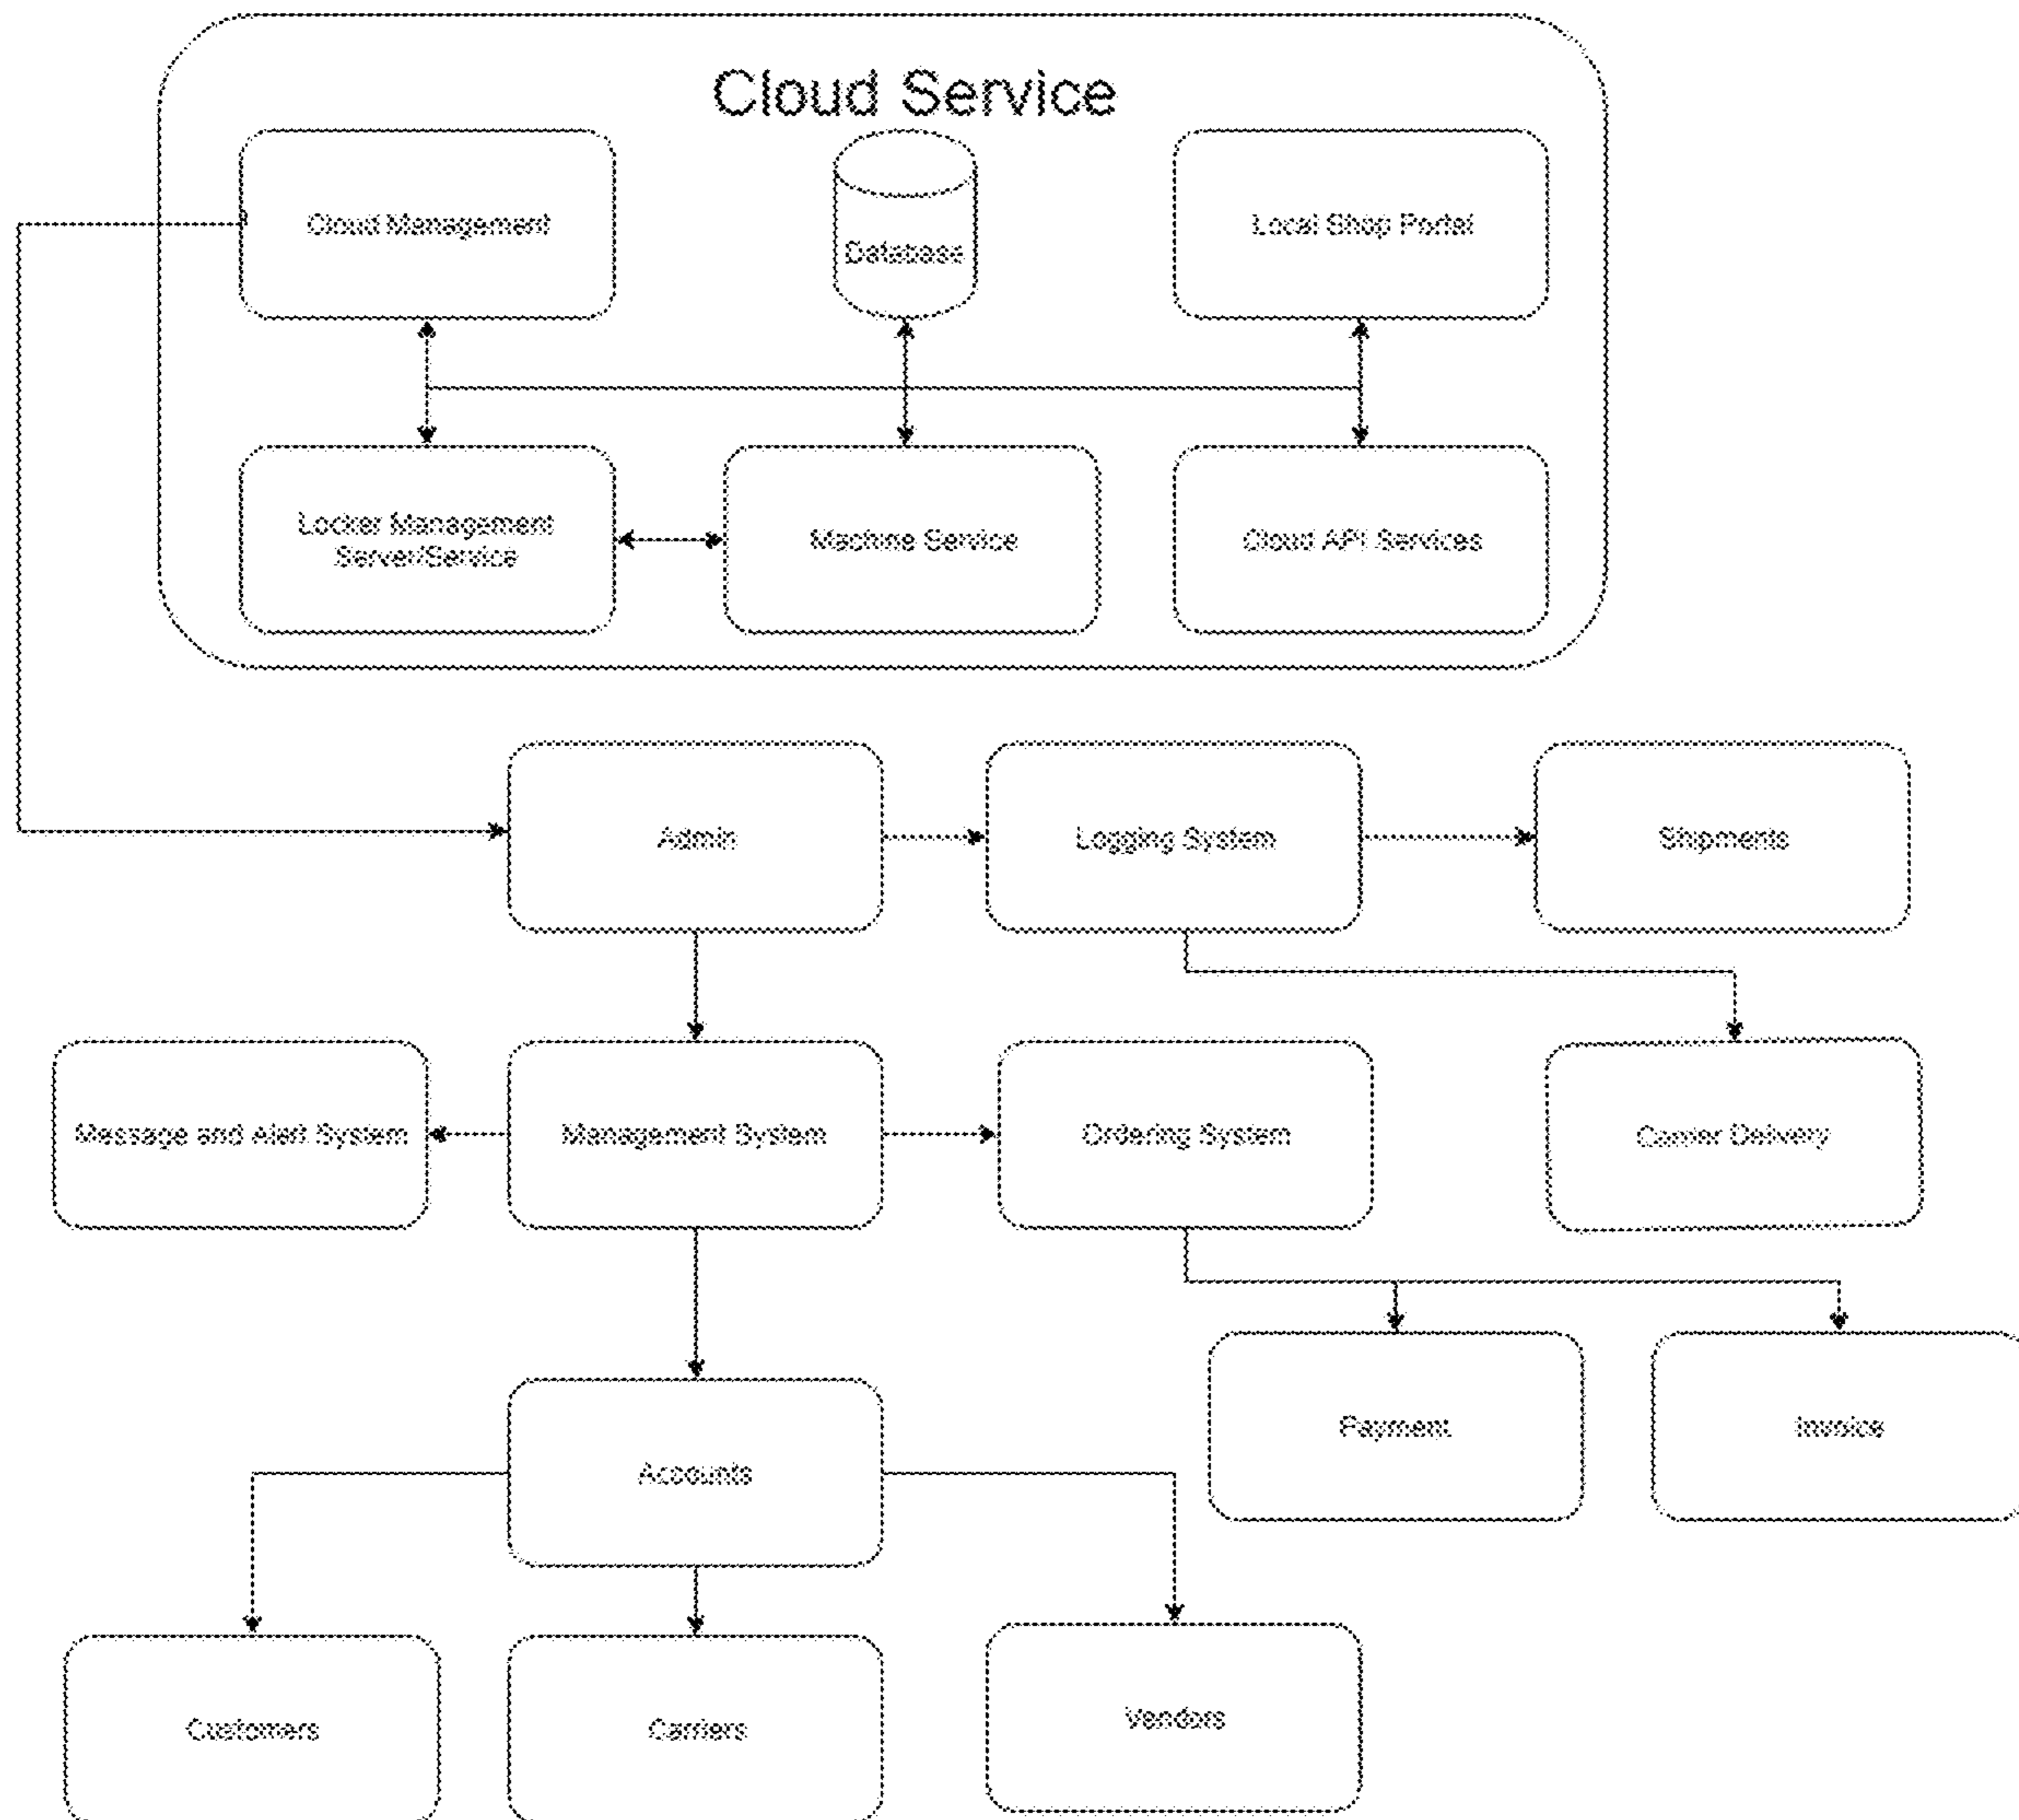 Cloud Service
Cloud Management
Database
Local Shop Portal
Locker Management
Server/Service
Machine Service
Cloud API Services
Admin
Logging System
Shipments
Message and Alert System
Management System
Ordering System
Carrier Delivery
Payment
Invoice
Accounts
Customers
Carriers
Vendors